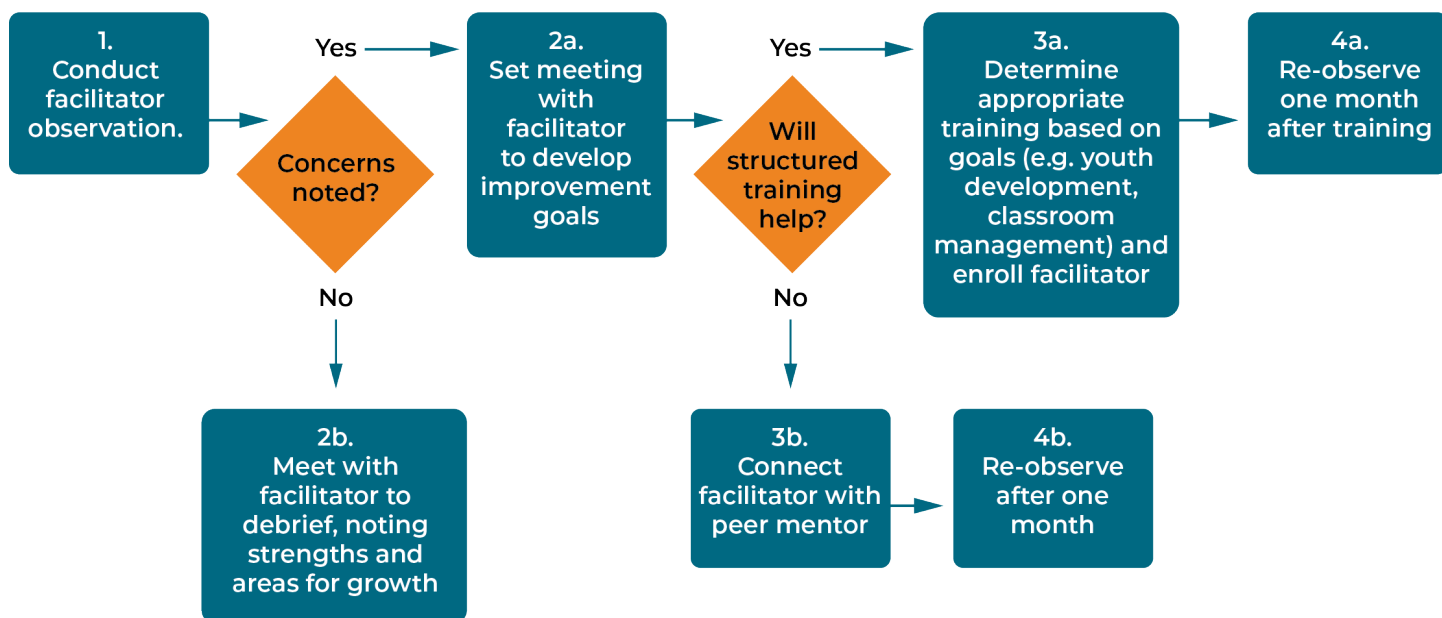 1.
Conduct
facilitator
observation.
Yes
Concerns
noted?
No
2a.
Set meeting
with
facilitator
to develop
improvement
goals
Yes
Will
structured
training
help?
No
3a.
Determine
appropriate
training based on
goals (e.g. youth
development,
classroom
management) and
enroll facilitator
4a.
Re-observe
one month
after training
2b.
Meet with
facilitator to
debrief, noting
strengths and
areas for growth
3b.
Connect
facilitator with
peer mentor
4b.
Re-observe
after one
month